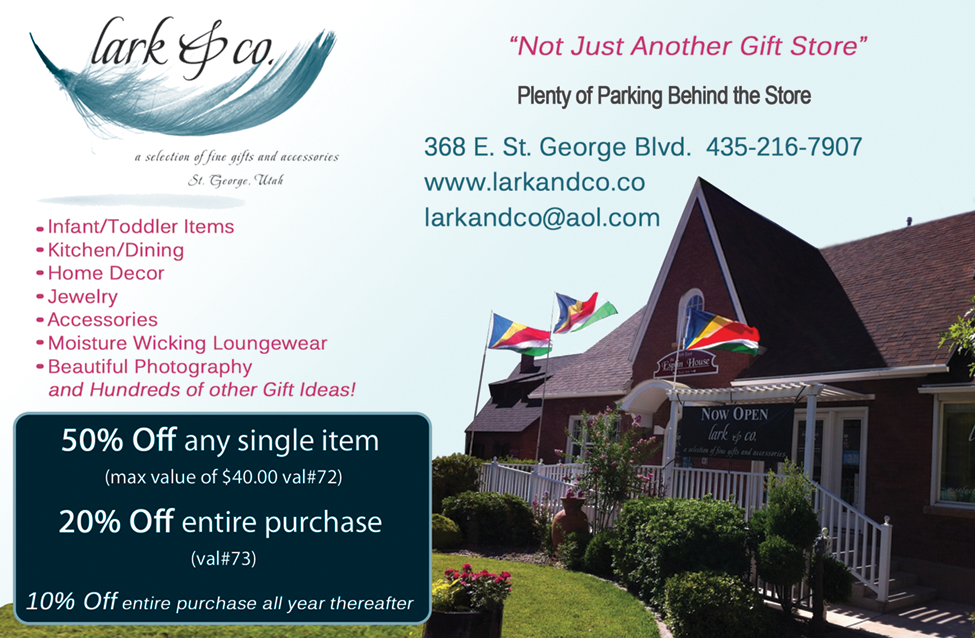 lark & co.
a selection of fine gifts and accessories
St. George, Utah
"Not Just Another Gift Store"
Plenty of Parking Behind the Store
368 E. St. George Blvd. 435-216-7907
www.larkandco.co
larkandco@aol.com
- Infant/Toddler Items
- Kitchen/Dining
- Home Decor
- Jewelry
- Accessories
- Moisture Wicking Loungewear
- Beautiful Photography
and Hundreds of other Gift Ideas!
50% Off any single item
(max value of $40.00 val#72)
20% Off entire purchase
(val#73)
10% Off entire purchase all year thereafter
House
Now Open
lark & co.
a selection of fine gifts and accessories